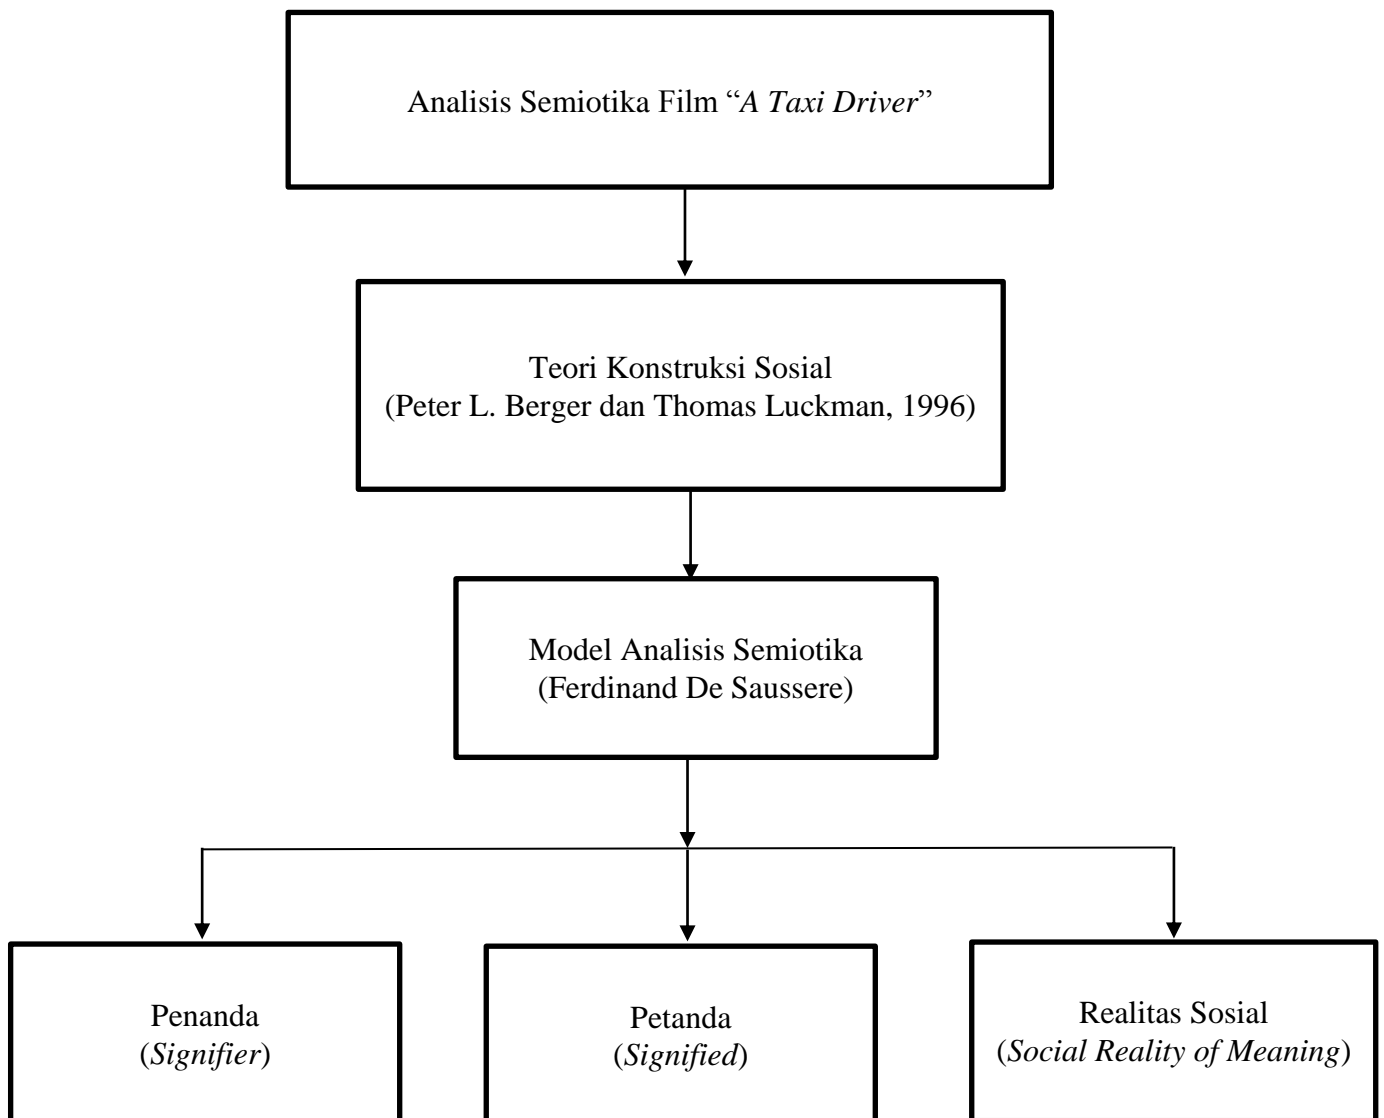 Analisis Semiotika Film “A Taxi Driver”
Teori Konstruksi Sosial
(Peter L. Berger dan Thomas Luckman, 1996)
Model Analisis Semiotika
(Ferdinand De Saussere)
Penanda
(Signifier)
Petanda
(Signified)
Realitas Sosial
(Social Reality of Meaning)